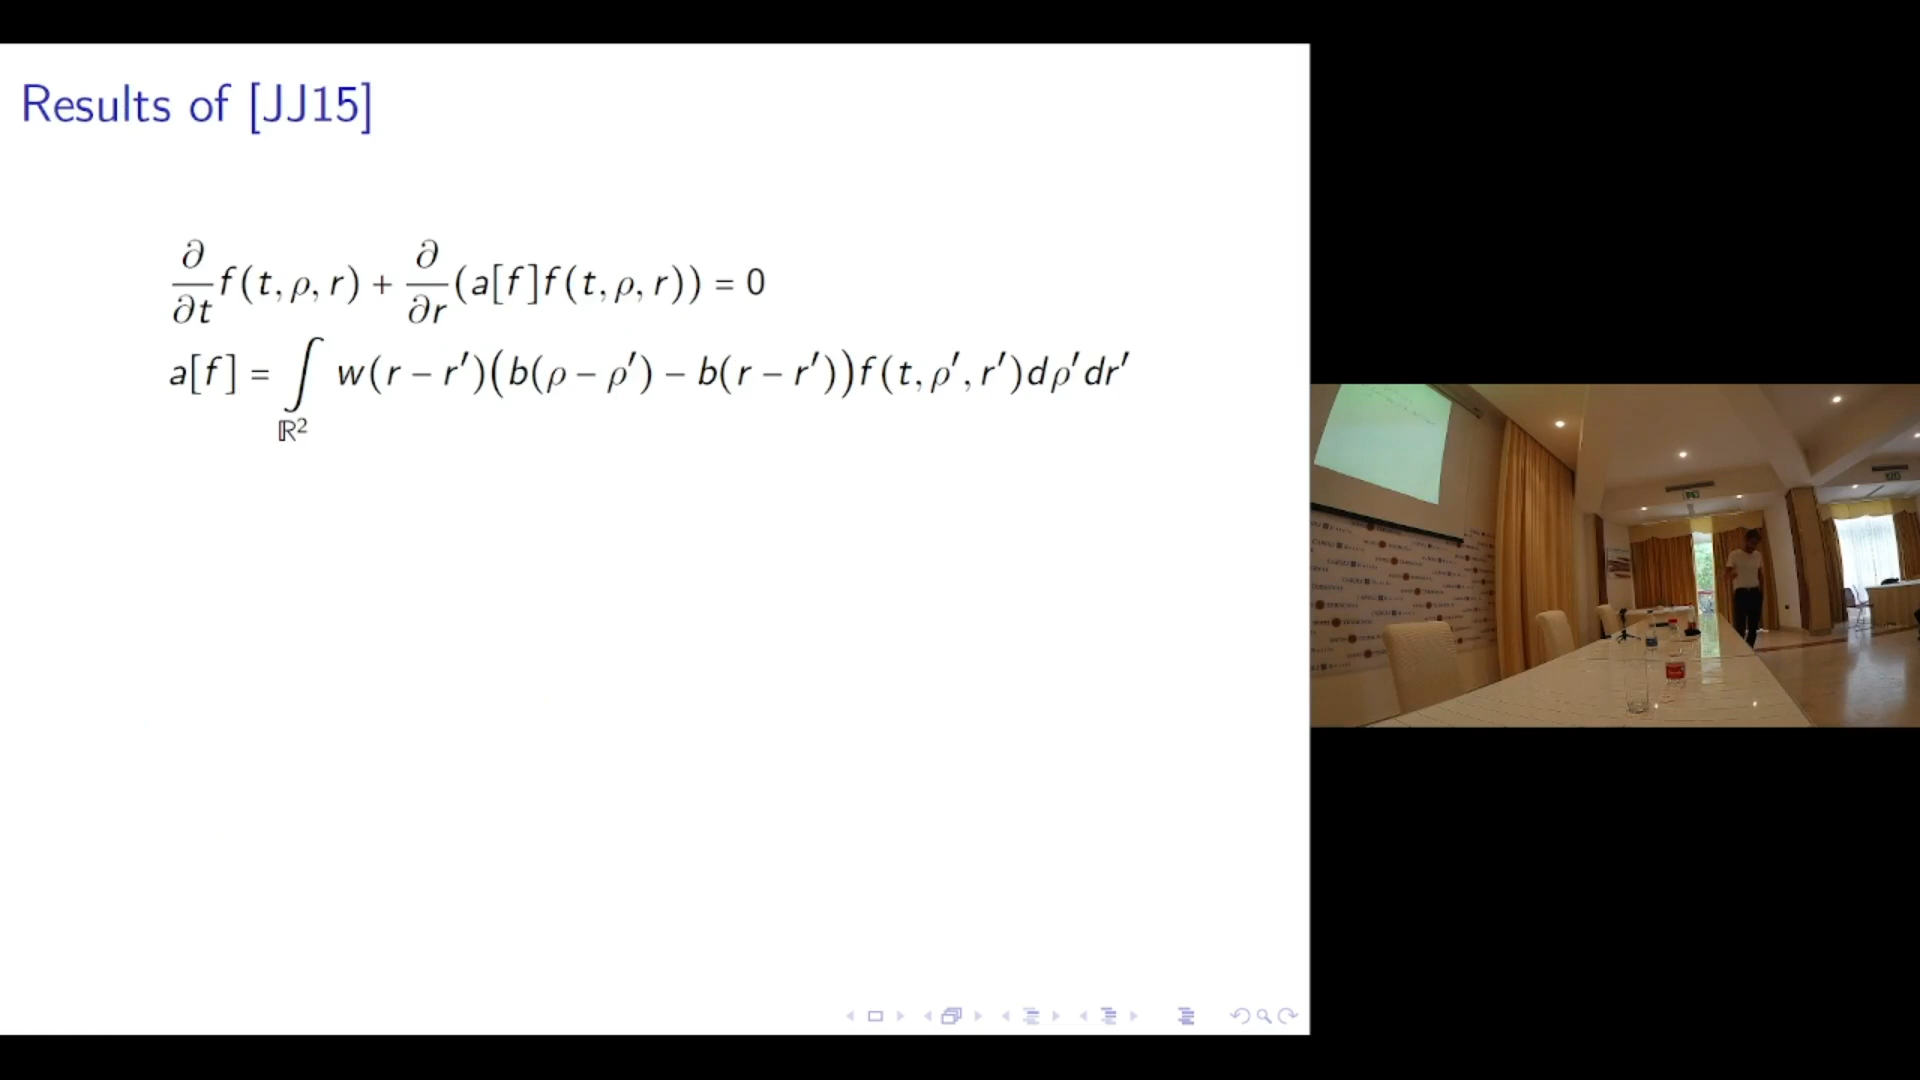 Results of [JJ15]
∂/∂t f(t, ρ, r) + ∂/∂r (a[f]f(t, ρ, r)) = 0
a[f] = ∫_{ℝ²} w(r − r′)(b(ρ − ρ′) − b(r − r′))f(t, ρ′, r′)dρ′dr′